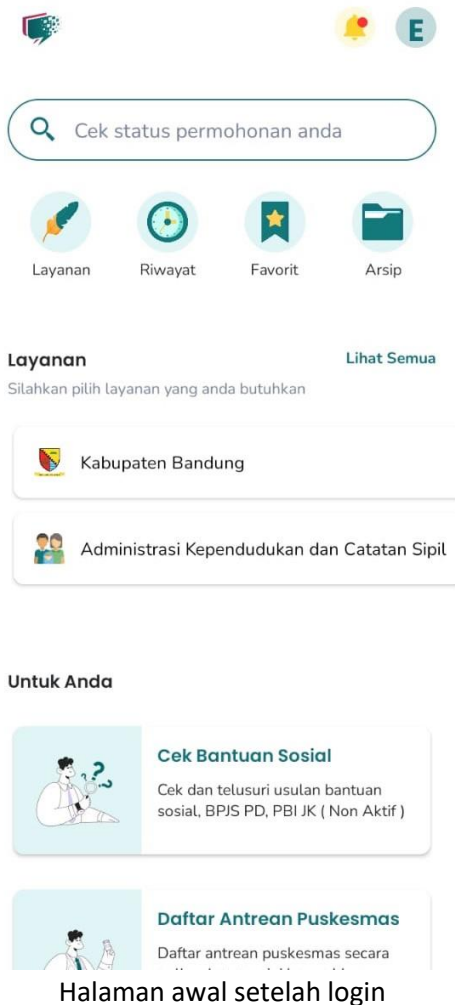 E
Cek status permohonan anda
Layanan Riwayat Favorit Arsip
Layanan Lihat Semua
Silahkan pilih layanan yang anda butuhkan
Kabupaten Bandung
Administrasi Kependudukan dan Catatan Sipil
Untuk Anda
Cek Bantuan Sosial
Cek dan telusuri usulan bantuan
sosial, BPJS PD, PBI JK ( Non Aktif )
Daftar Antrean Puskesmas
Daftar antrean puskesmas secara
Halaman awal setelah login